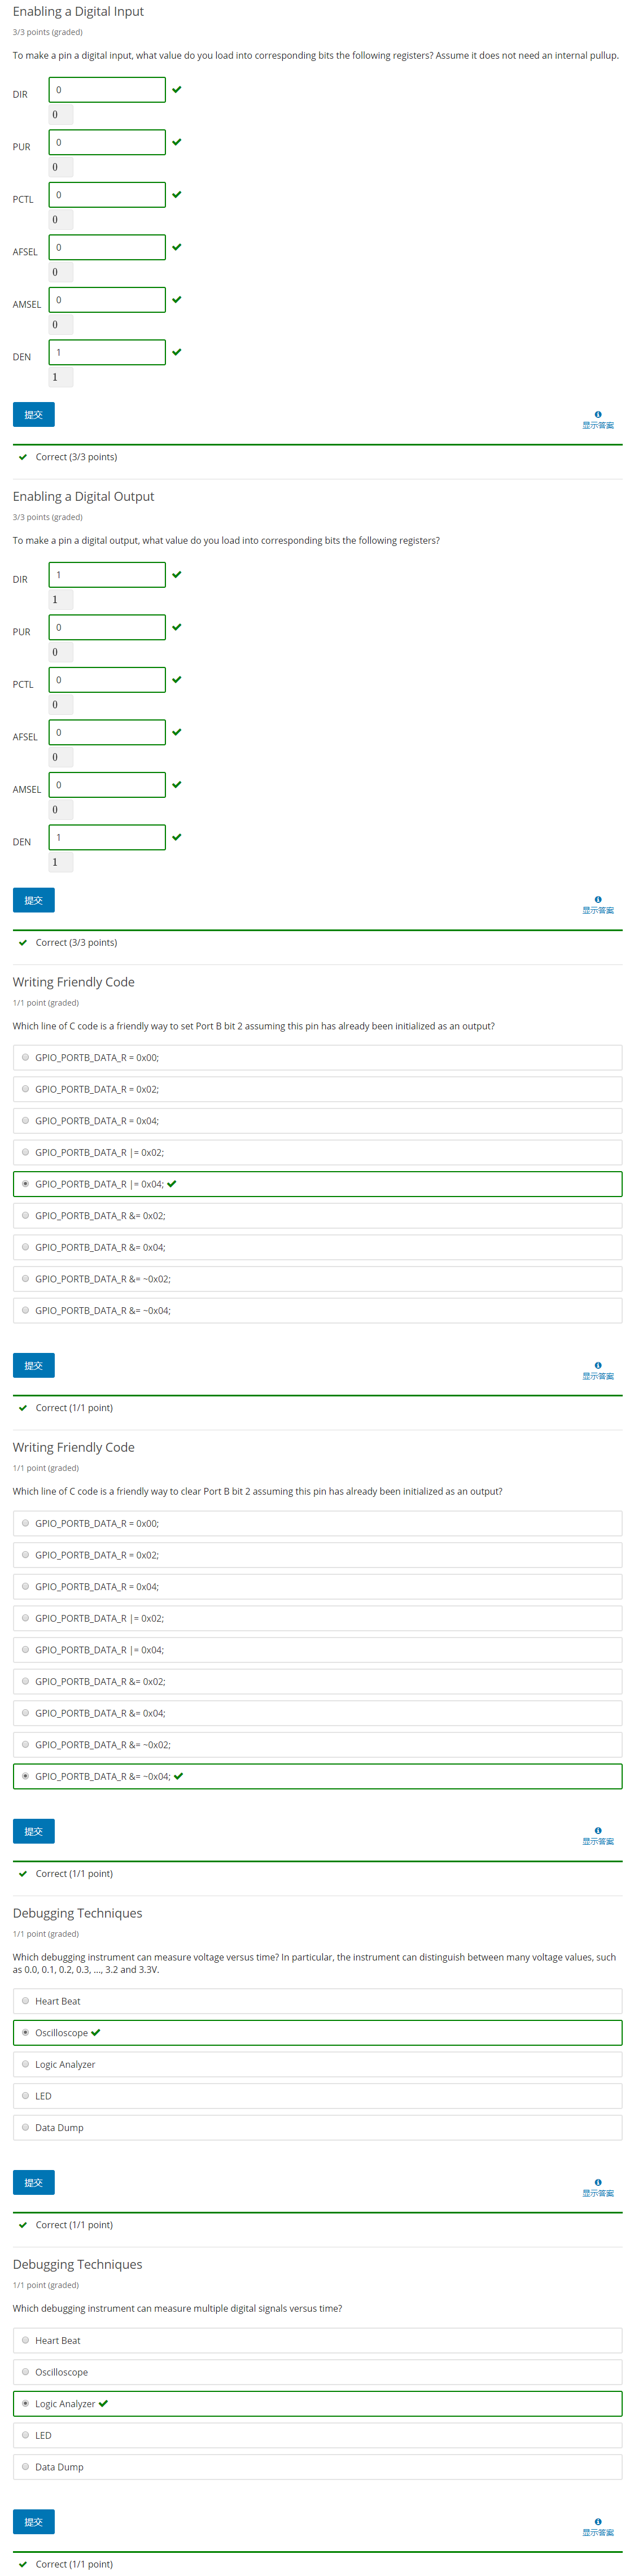 Enabling a Digital Input
3/3 points (graded)
To make a pin a digital input, what value do you load into corresponding bits the following registers? Assume it does not need an internal pullup.
DIR 0
0
PUR 0
0
PCTL 0
0
AFSEL 0
0
AMSEL 0
0
DEN 1
1
提交
显示答案
Correct (3/3 points)
Enabling a Digital Output
3/3 points (graded)
To make a pin a digital output, what value do you load into corresponding bits the following registers?
DIR 1
1
PUR 0
0
PCTL 0
0
AFSEL 0
0
AMSEL 0
0
DEN 1
1
提交
显示答案
Correct (3/3 points)
Writing Friendly Code
1/1 point (graded)
Which line of C code is a friendly way to set Port B bit 2 assuming this pin has already been initialized as an output?
GPIO_PORTB_DATA_R = 0x00;
GPIO_PORTB_DATA_R = 0x02;
GPIO_PORTB_DATA_R = 0x04;
GPIO_PORTB_DATA_R |= 0x02;
GPIO_PORTB_DATA_R |= 0x04;
GPIO_PORTB_DATA_R &= 0x02;
GPIO_PORTB_DATA_R &= 0x04;
GPIO_PORTB_DATA_R &= ~0x02;
GPIO_PORTB_DATA_R &= ~0x04;
提交
显示答案
Correct (1/1 point)
Writing Friendly Code
1/1 point (graded)
Which line of C code is a friendly way to clear Port B bit 2 assuming this pin has already been initialized as an output?
GPIO_PORTB_DATA_R = 0x00;
GPIO_PORTB_DATA_R = 0x02;
GPIO_PORTB_DATA_R = 0x04;
GPIO_PORTB_DATA_R |= 0x02;
GPIO_PORTB_DATA_R |= 0x04;
GPIO_PORTB_DATA_R &= 0x02;
GPIO_PORTB_DATA_R &= 0x04;
GPIO_PORTB_DATA_R &= ~0x02;
GPIO_PORTB_DATA_R &= ~0x04;
提交
显示答案
Correct (1/1 point)
Debugging Techniques
1/1 point (graded)
Which debugging instrument can measure voltage versus time? In particular, the instrument can distinguish between many voltage values, such
as 0.0, 0.1, 0.2, 0.3, ..., 3.2 and 3.3V.
Heart Beat
Oscilloscope
Logic Analyzer
LED
Data Dump
提交
显示答案
Correct (1/1 point)
Debugging Techniques
1/1 point (graded)
Which debugging instrument can measure multiple digital signals versus time?
Heart Beat
Oscilloscope
Logic Analyzer
LED
Data Dump
提交
显示答案
Correct (1/1 point)